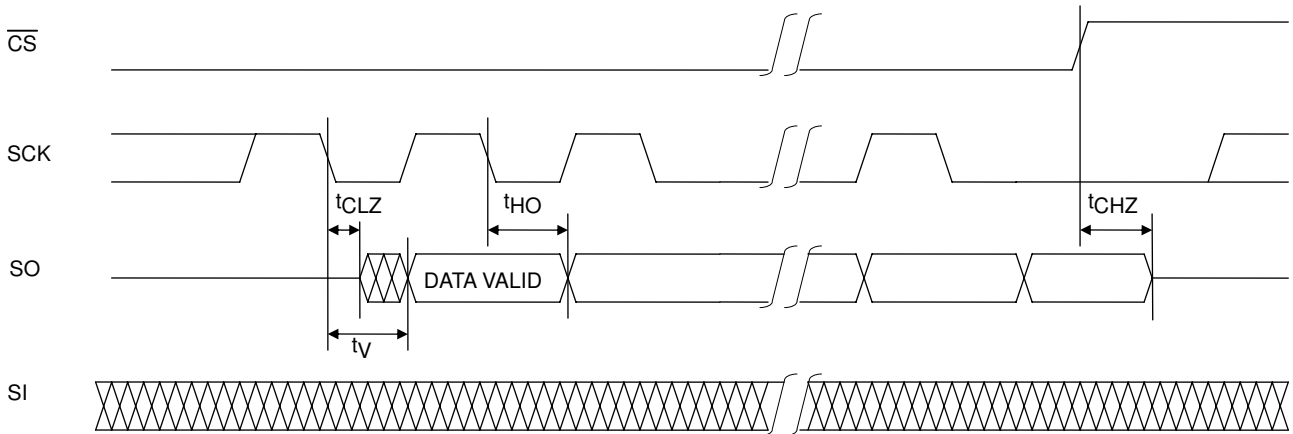 CS
SCK
tCLZ
tHO
tCHZ
SO
DATA VALID
tV
SI